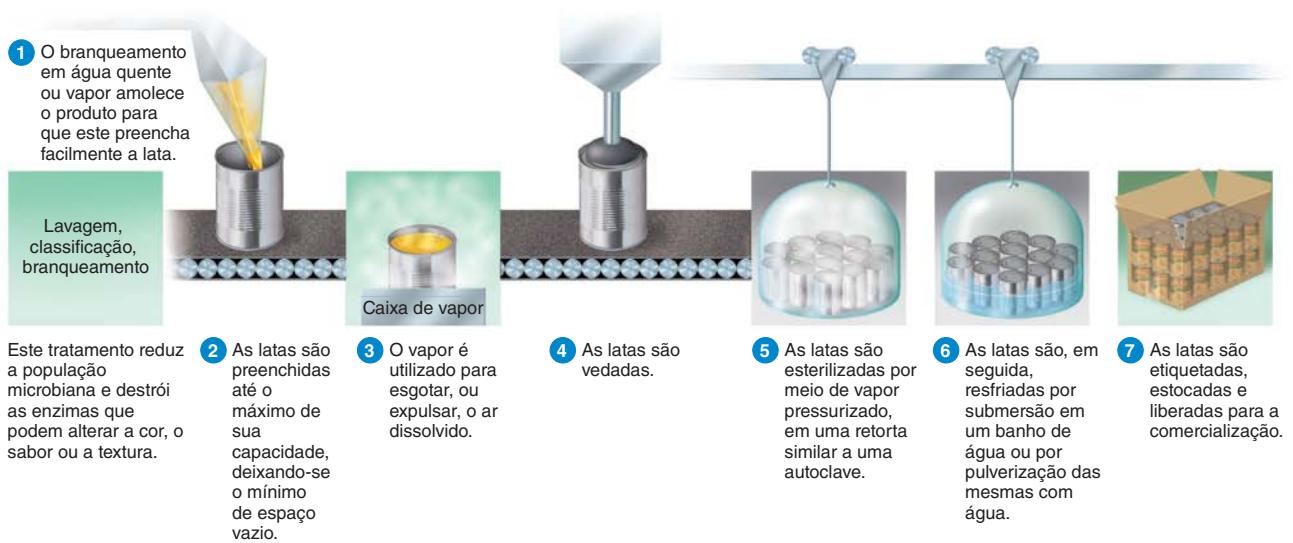 1 O branqueamento
em água quente
ou vapor amolece
o produto para
que este preencha
facilmente a lata.
Lavagem,
classificação,
branqueamento
Este tratamento reduz
a população
microbiana e destrói
as enzimas que
podem alterar a cor, o
sabor ou a textura.
2 As latas são
preenchidas
até o
máximo de
sua
capacidade,
deixando-se
o mínimo
de espaço
vazio.
Caixa de vapor
3 O vapor é
utilizado para
esgotar, ou
expulsar, o ar
dissolvido.
4 As latas são
vedadas.
5 As latas são
esterilizadas por
meio de vapor
pressurizado,
em uma retorta
similar a uma
autoclave.
6 As latas são, em
seguida,
resfriadas por
submersão em
um banho de
água ou por
pulverização das
mesmas com
água.
7 As latas são
etiquetadas,
estocadas e
liberadas para a
comercialização.